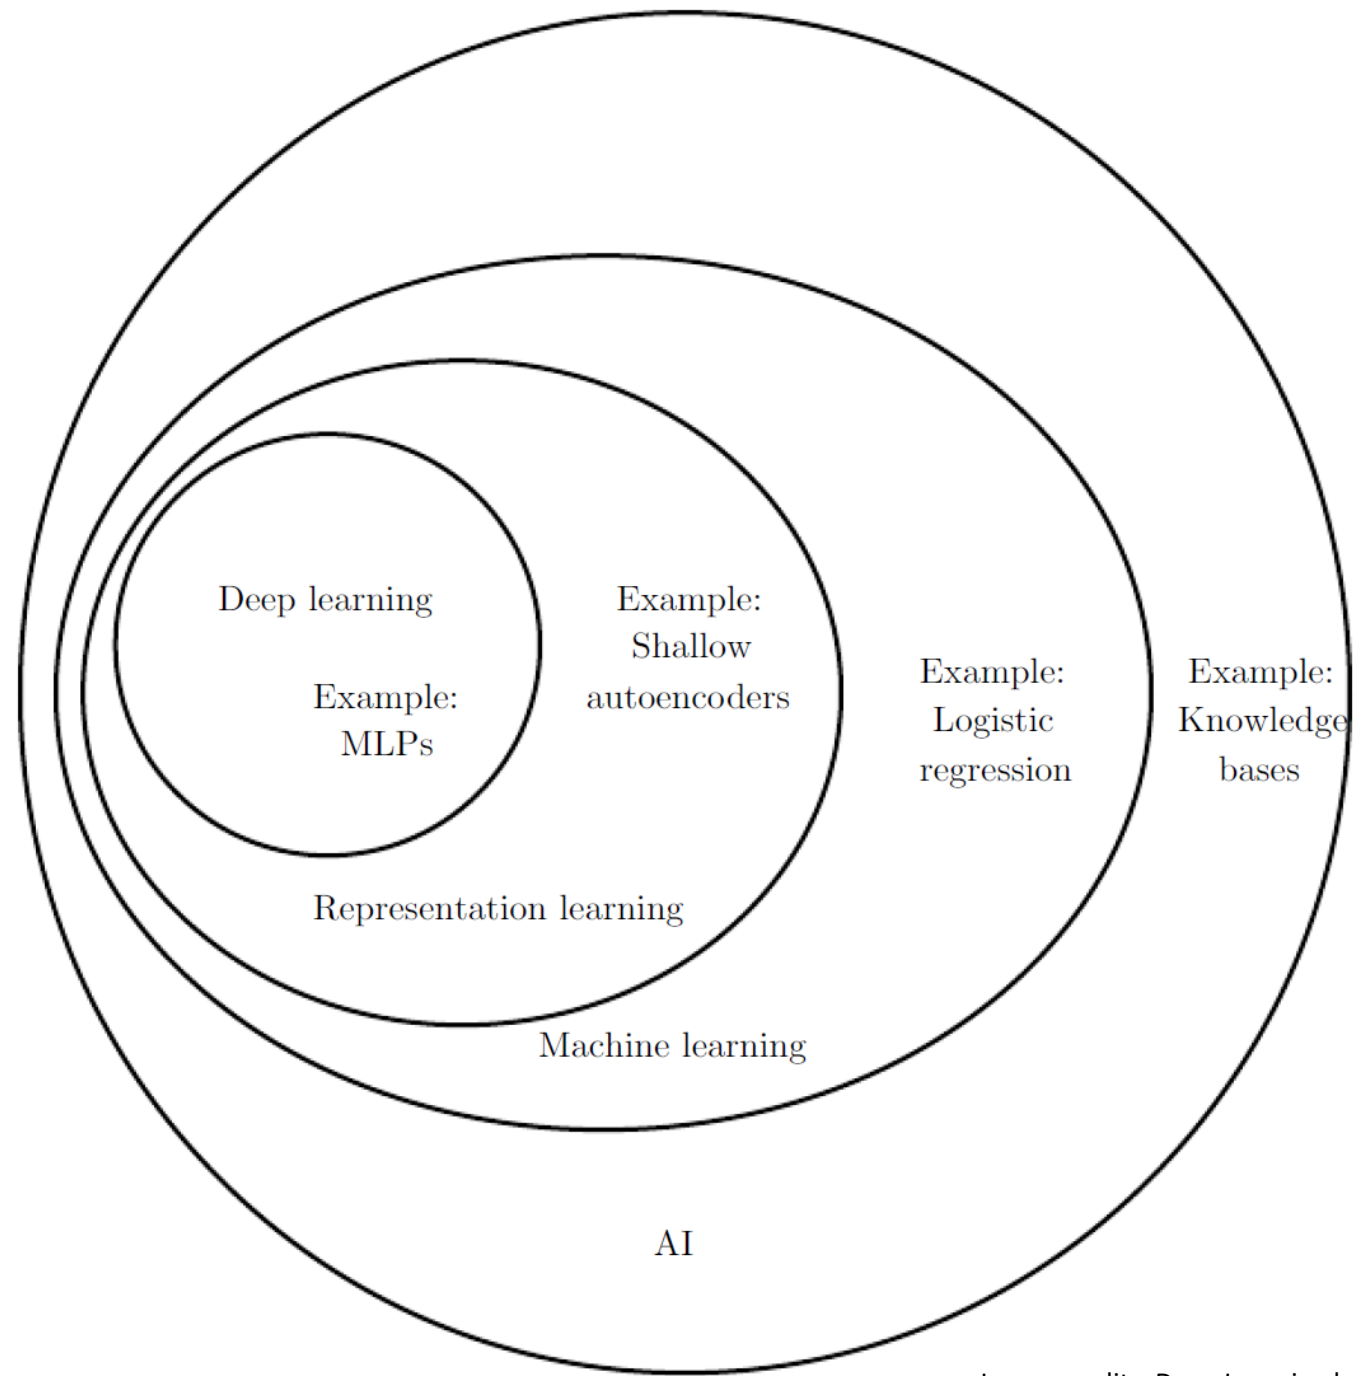 Deep learning
Example:
MLPs
Example:
Shallow
autoencoders
Example:
Logistic
regression
Example:
Knowledge
bases
Representation learning
Machine learning
AI